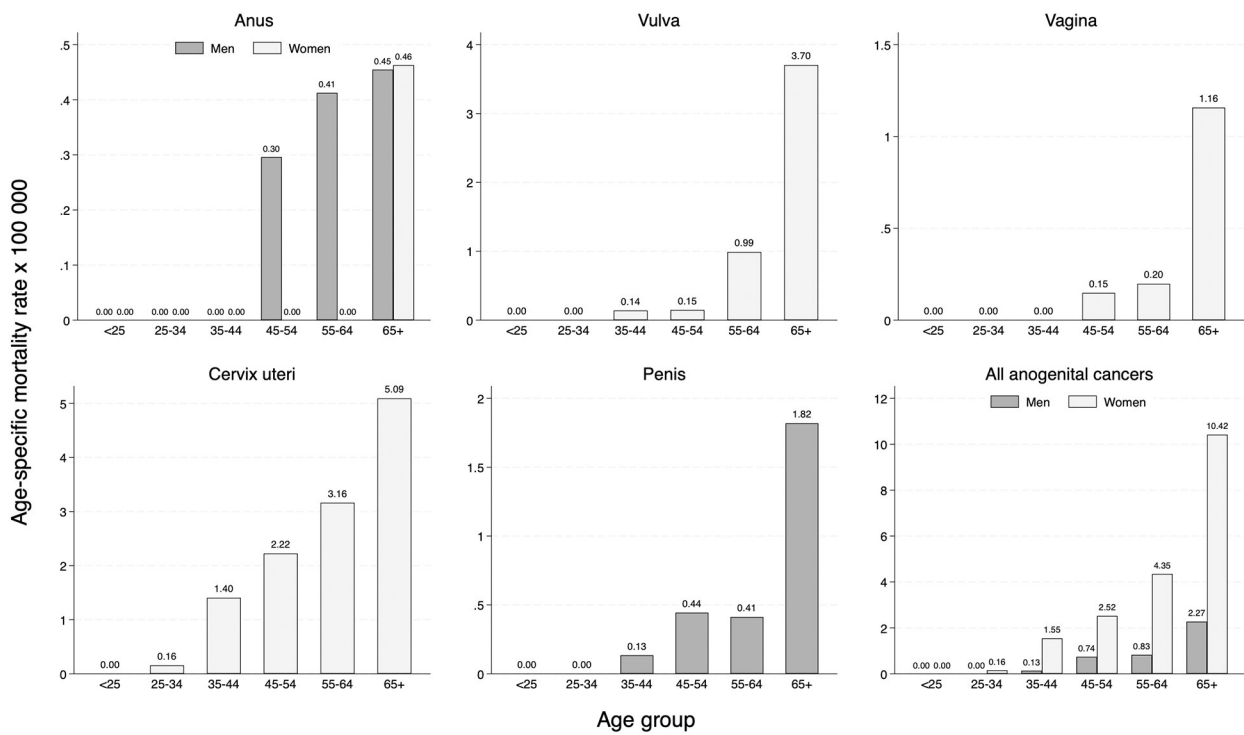 Age-specific mortality rate x 100 000
Anus
Men Women
.5
.4
.3
.2
.1
0
0.00 0.00 0.00 0.00 0.00 0.00 0.30 0.00 0.41 0.00 0.45 0.46
<25 25-34 35-44 45-54 55-64 65+
Vulva
4
3
2
1
0
0.00 0.00 0.14 0.15 0.99 3.70
<25 25-34 35-44 45-54 55-64 65+
Vagina
1.5
1
.5
0
0.00 0.00 0.00 0.15 0.20 1.16
<25 25-34 35-44 45-54 55-64 65+
Cervix uteri
5
4
3
2
1
0
0.00 0.16 1.40 2.22 3.16 5.09
<25 25-34 35-44 45-54 55-64 65+
Penis
2
1.5
1
.5
0
0.00 0.00 0.13 0.44 0.41 1.82
<25 25-34 35-44 45-54 55-64 65+
All anogenital cancers
Men Women
12
10
8
6
4
2
0
0.00 0.00 0.00 0.16 0.13 1.55 0.74 2.52 0.83 4.35 2.27 10.42
<25 25-34 35-44 45-54 55-64 65+
Age group